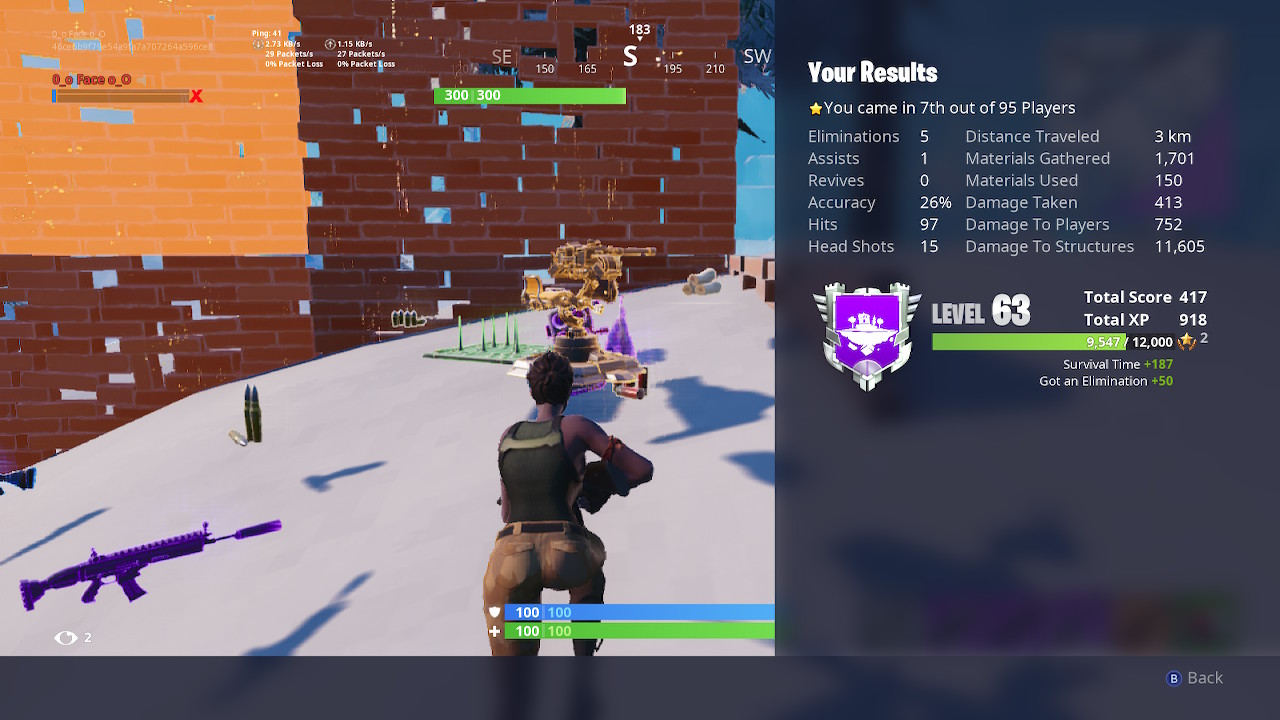 0_o Face o_O
Ping: 41
2.73 KB/s 1.15 KB/s
29 Packets/s 27 Packets/s
0% Packet Loss 0% Packet Loss
0_o Face o_O
X
183
SE S SW
150 165 195 210
300 300
Your Results
You came in 7th out of 95 Players
Eliminations 5 Distance Traveled 3 km
Assists 1 Materials Gathered 1,701
Revives 0 Materials Used 150
Accuracy 26% Damage Taken 413
Hits 97 Damage To Players 752
Head Shots 15 Damage To Structures 11,605
LEVEL 63
Total Score 417
Total XP 918
9,547 / 12,000 2
Survival Time +187
Got an Elimination +50
100 100
100 100
2
B Back